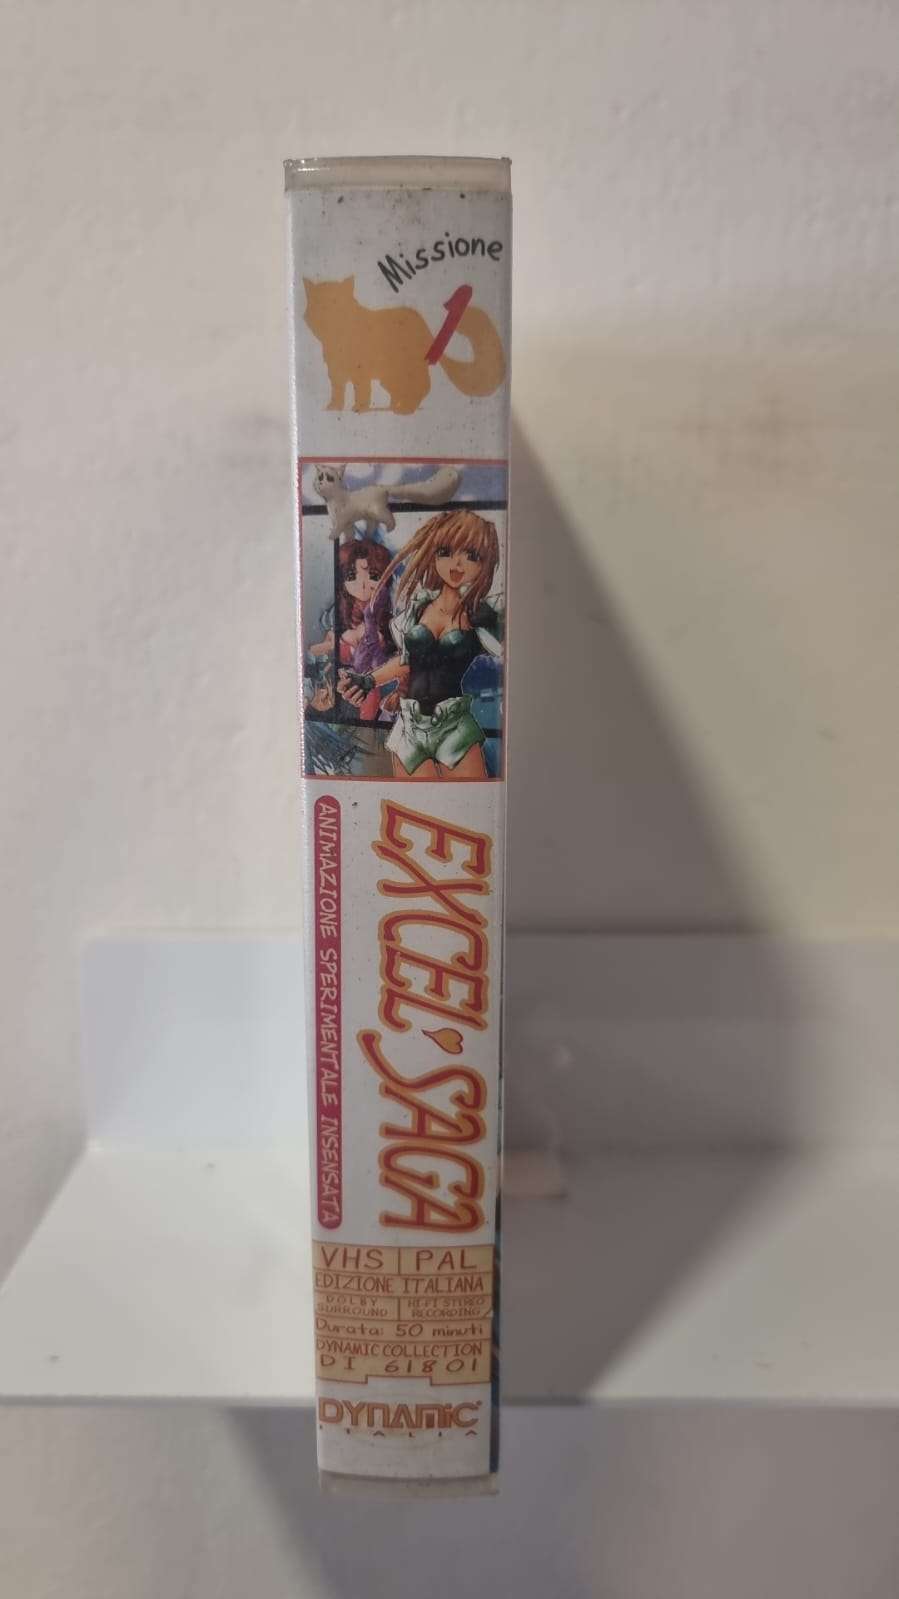 Missione
1
EXCEL SAGA
ANIMAZIONE SPERIMENTALE INSENSATA
VHS PAL
EDIZIONE ITALIANA
DOLBY SURROUND
HI-FI STEREO RECORDING
Durata: 50 minuti
DYNAMIC COLLECTION
DI 61801
DYNAMIC
ITALIA